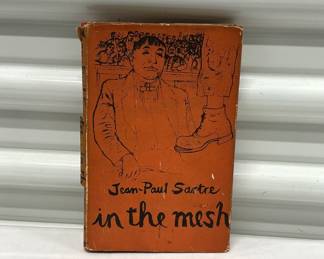 Jean-Paul Sartre
in the mesh